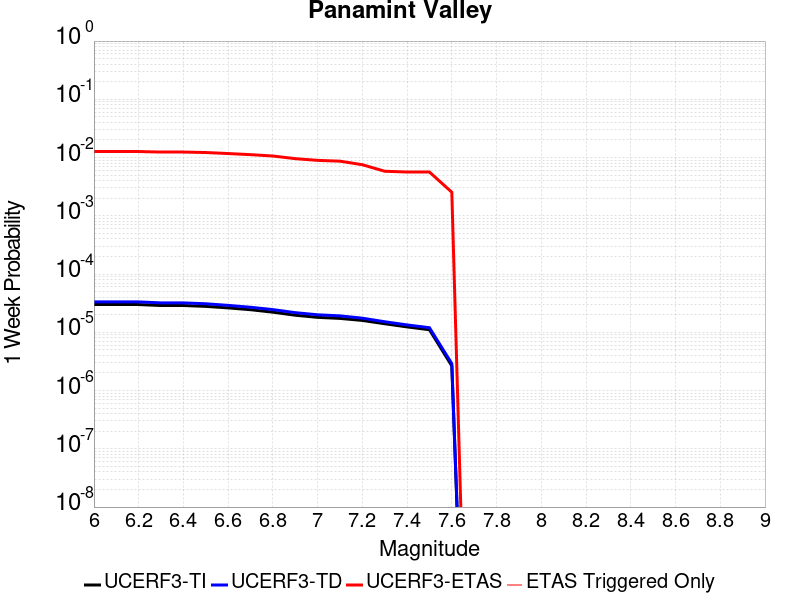 Panamint Valley
1 Week Probability
10^0
10^-1
10^-2
10^-3
10^-4
10^-5
10^-6
10^-7
10^-8
6 6.2 6.4 6.6 6.8 7 7.2 7.4 7.6 7.8 8 8.2 8.4 8.6 8.8 9
Magnitude
UCERF3-TI UCERF3-TD UCERF3-ETAS ETAS Triggered Only